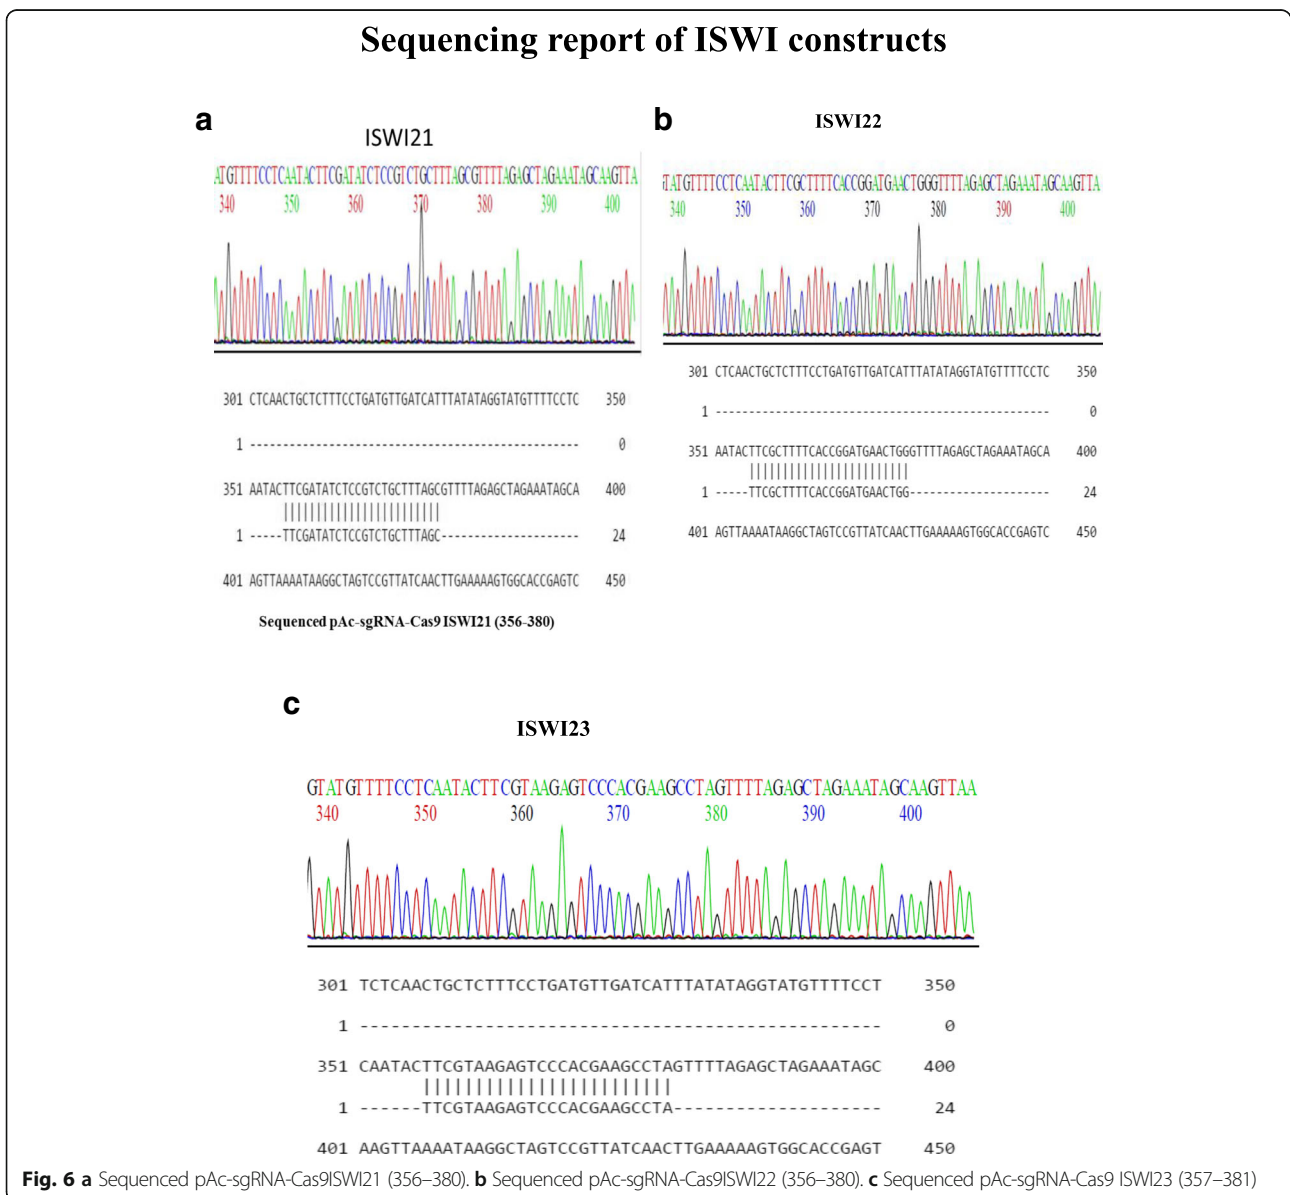 Sequencing report of ISWI constructs
a
ISWI21
ATGTTTTCCTCAATACTTCGATATCTCCGTCTGCTTTAGCGTTTTAGAGCTAGAAATAGCAAGTTA
340 350 360 370 380 390 400
301 CTCAACTGCTCTTTCCTGATGTTGATCATTTATATAGGTATGTTTTCCTC 350
1 -------------------------------------------------- 0
351 AATACTTCGATATCTCCGTCTGCTTTAGCGTTTTAGAGCTAGAAATAGCA 400
||||||||||||||||||||||||
1 -----TTCGATATCTCCGTCTGCTTTAGC--------------------- 24
401 AGTTAAAATAAGGCTAGTCCGTTATCAACTTGAAAAAGTGGCACCGAGTC 450
Sequenced pAc-sgRNA-Cas9 ISWI21 (356-380)
b
ISWI22
TATGTTTTCCTCAATACTTCGCTTTTCACCGGATGAACTGGGTTTTAGAGCTAGAAATAGCAAGTTA
340 350 360 370 380 390 400
301 CTCAACTGCTCTTTCCTGATGTTGATCATTTATATAGGTATGTTTTCCTC 350
1 -------------------------------------------------- 0
351 AATACTTCGCTTTTCACCGGATGAACTGGGTTTTAGAGCTAGAAATAGCA 400
||||||||||||||||||||||||
1 -----TTCGCTTTTCACCGGATGAACTGG--------------------- 24
401 AGTTAAAATAAGGCTAGTCCGTTATCAACTTGAAAAAGTGGCACCGAGTC 450
c
ISWI23
GTATGTTTTCCTCAATACTTCGTAAGAGTCCCACGAAGCCTAGTTTTAGAGCTAGAAATAGCAAGTTAA
340 350 360 370 380 390 400
301 TCTCAACTGCTCTTTCCTGATGTTGATCATTTATATAGGTATGTTTTCCT 350
1 -------------------------------------------------- 0
351 CAATACTTCGTAAGAGTCCCACGAAGCCTAGTTTTAGAGCTAGAAATAGC 400
||||||||||||||||||||||||
1 ------TTCGTAAGAGTCCCACGAAGCCTA-------------------- 24
401 AAGTTAAAATAAGGCTAGTCCGTTATCAACTTGAAAAAGTGGCACCGAGT 450
Fig. 6 a Sequenced pAc-sgRNA-Cas9ISWI21 (356–380). b Sequenced pAc-sgRNA-Cas9ISWI22 (356–380). c Sequenced pAc-sgRNA-Cas9 ISWI23 (357–381)